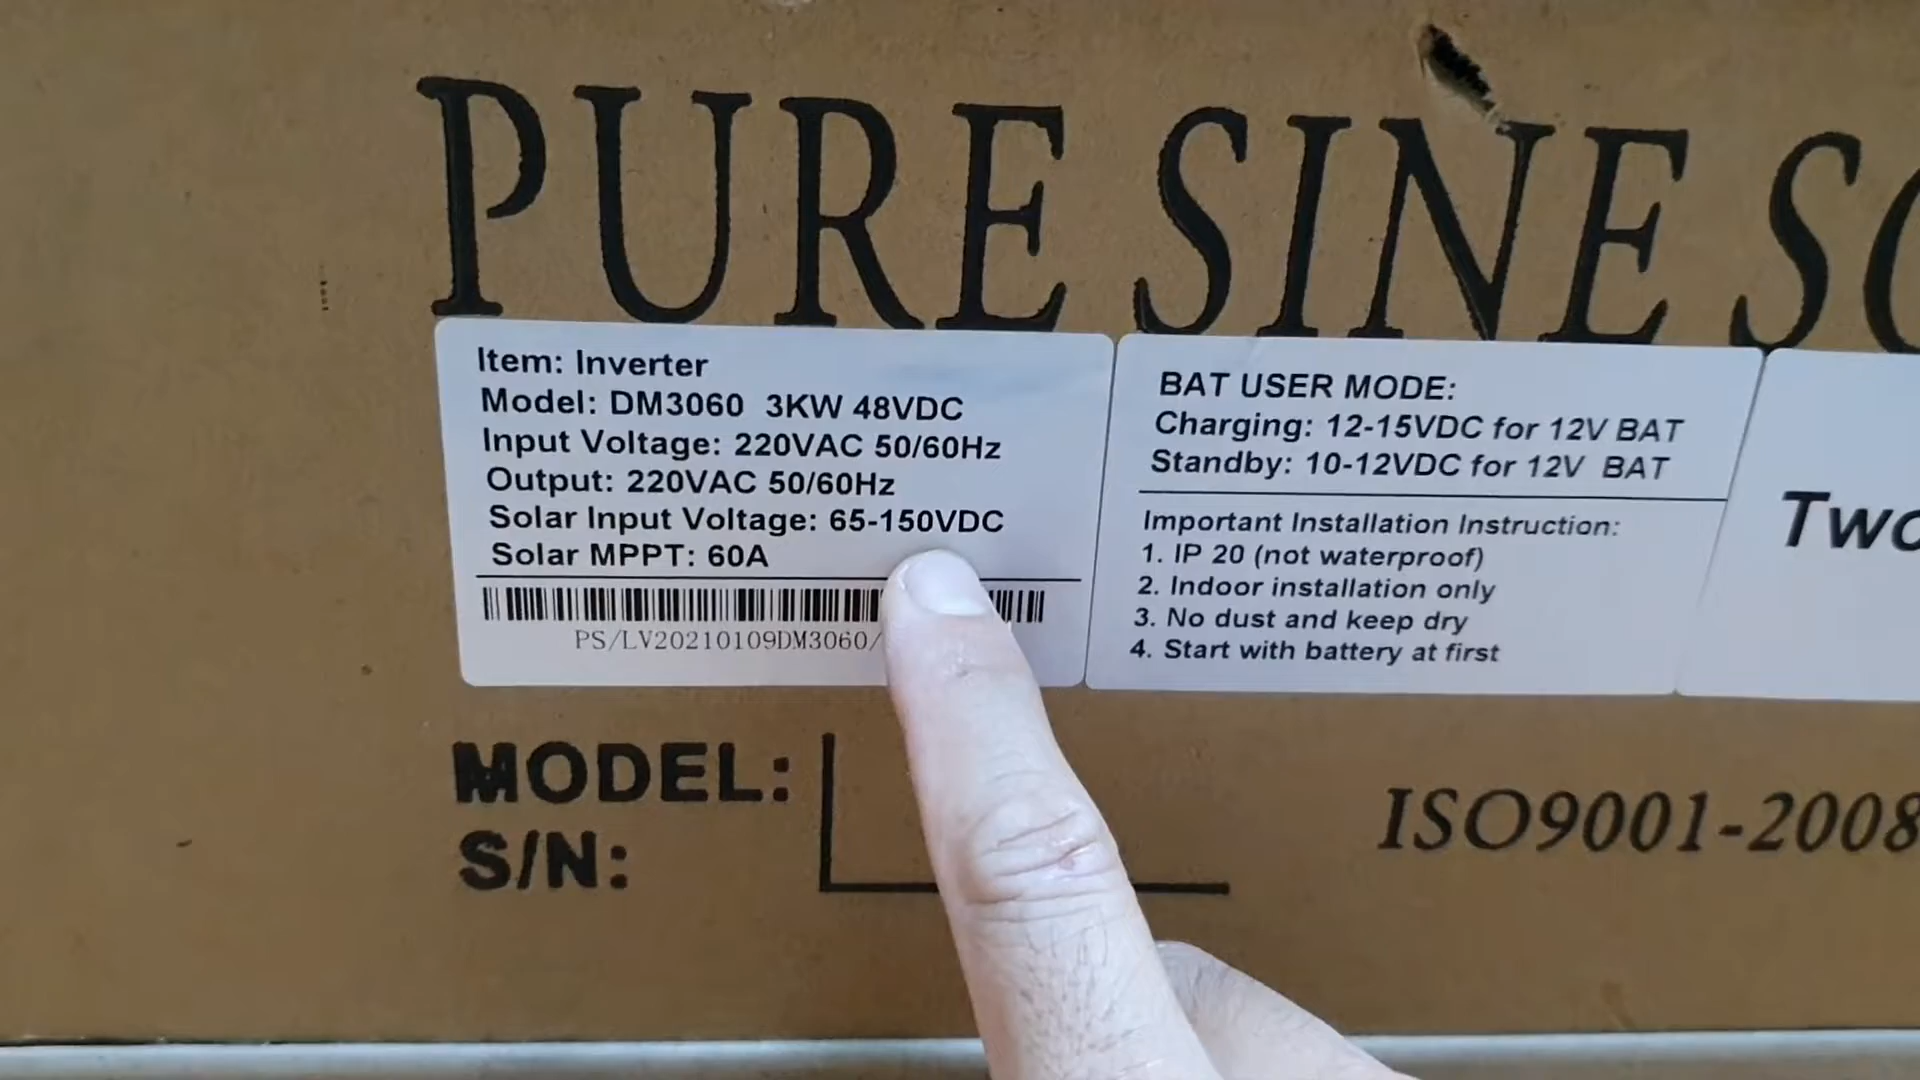 PURE SINE
Item: Inverter
Model: DM3060 3KW 48VDC
Input Voltage: 220VAC 50/60Hz
Output: 220VAC 50/60Hz
Solar Input Voltage: 65-150VDC
Solar MPPT: 60A
PS/LV20210109DM3060/
BAT USER MODE:
Charging: 12-15VDC for 12V BAT
Standby: 10-12VDC for 12V BAT
Important Installation Instruction:
1. IP 20 (not waterproof)
2. Indoor installation only
3. No dust and keep dry
4. Start with battery at first
MODEL:
S/N:
ISO9001-2008